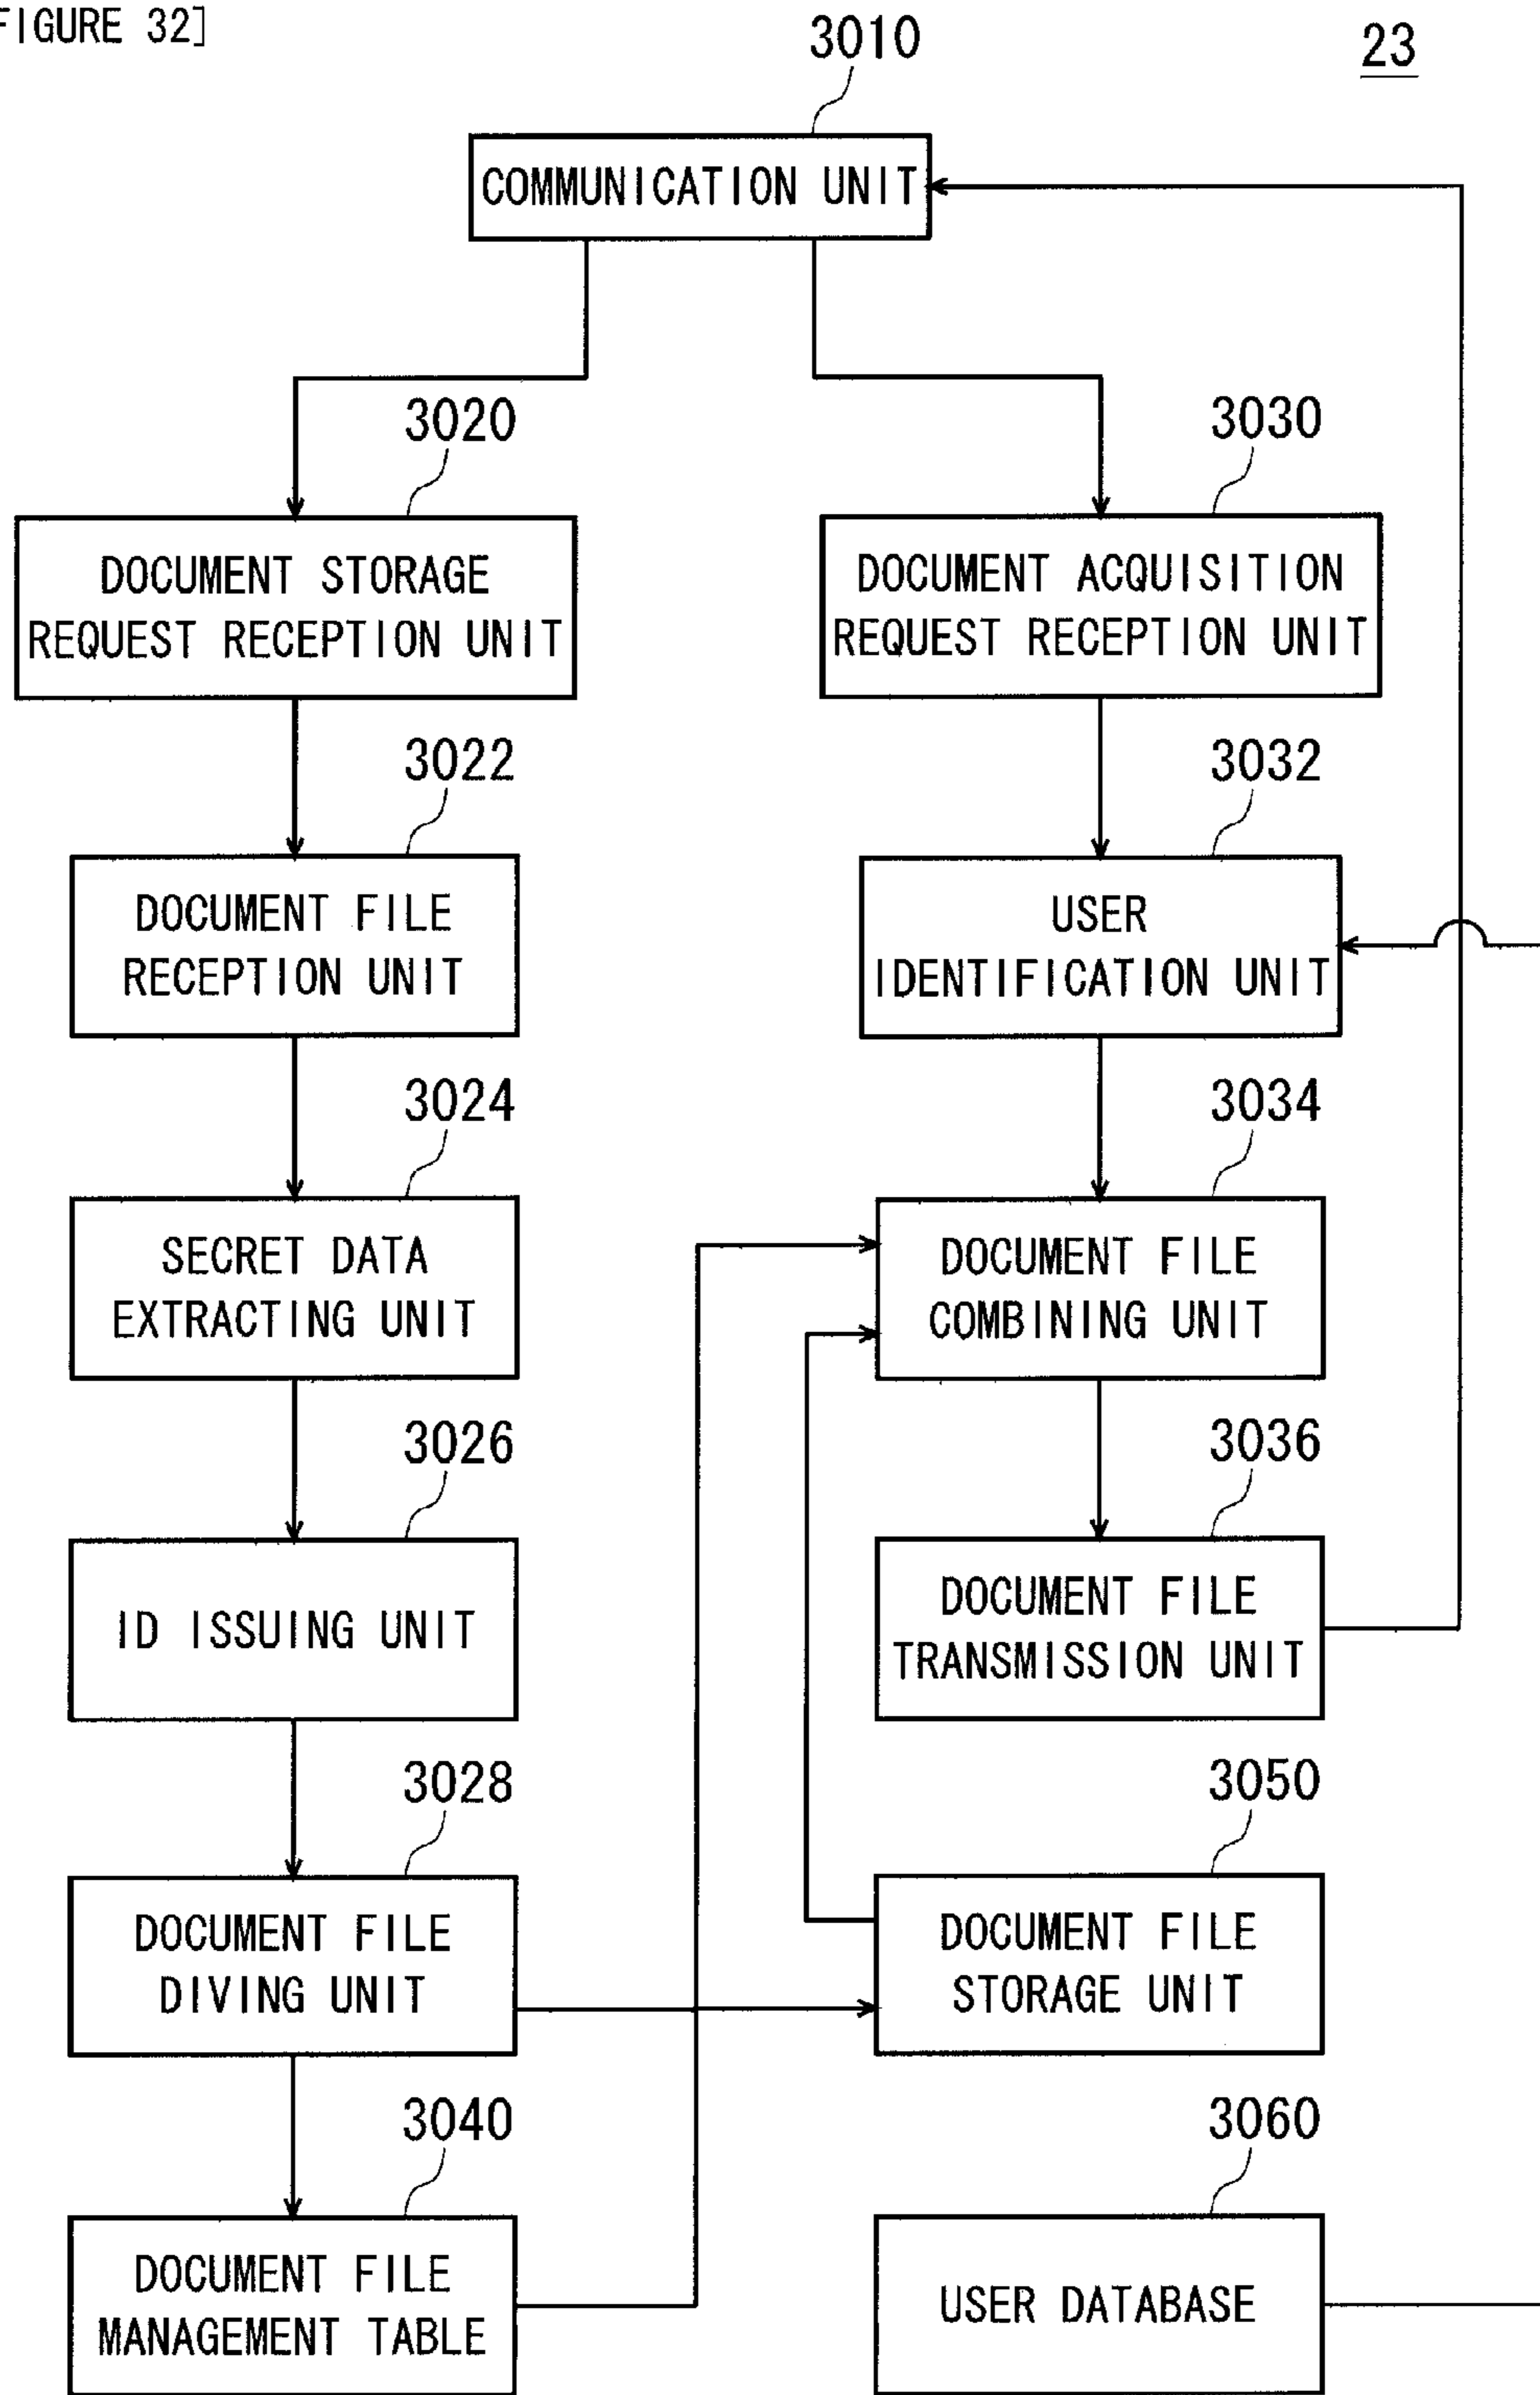 FIGURE 32]
3010
23
COMMUNICATION UNIT
3020
DOCUMENT STORAGE
REQUEST RECEPTION UNIT
3030
DOCUMENT ACQUISITION
REQUEST RECEPTION UNIT
3022
DOCUMENT FILE
RECEPTION UNIT
3032
USER
IDENTIFICATION UNIT
3024
SECRET DATA
EXTRACTING UNIT
3034
DOCUMENT FILE
COMBINING UNIT
3026
ID ISSUING UNIT
3036
DOCUMENT FILE
TRANSMISSION UNIT
3028
DOCUMENT FILE
DIVING UNIT
3050
DOCUMENT FILE
STORAGE UNIT
3040
DOCUMENT FILE
MANAGEMENT TABLE
3060
USER DATABASE